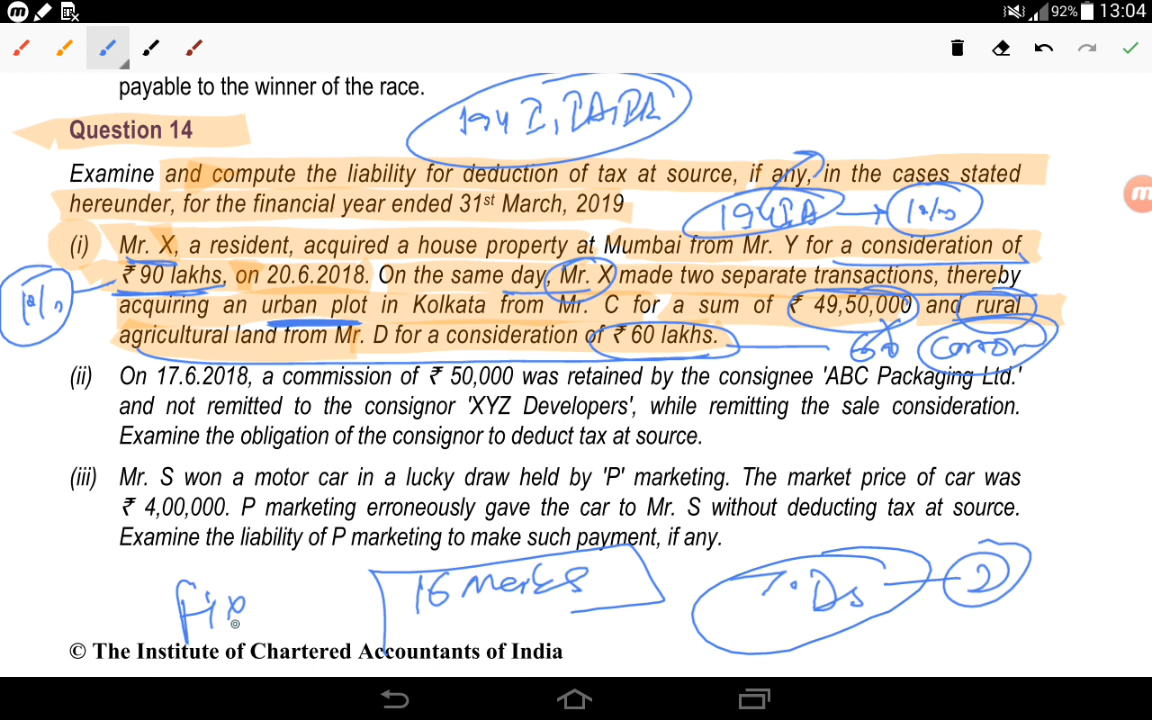 92% 13:04
payable to the winner of the race.
194 I, IA, IB
Question 14
Examine and compute the liability for deduction of tax at source, if any, in the cases stated
hereunder, for the financial year ended 31st March, 2019
194IA → 1%
(i) Mr. X, a resident, acquired a house property at Mumbai from Mr. Y for a consideration of
₹ 90 lakhs, on 20.6.2018. On the same day, Mr. X made two separate transactions, thereby
1%
acquiring an urban plot in Kolkata from Mr. C for a sum of ₹ 49,50,000 and rural
agricultural land from Mr. D for a consideration of ₹ 60 lakhs.
(ii) On 17.6.2018, a commission of ₹ 50,000 was retained by the consignee 'ABC Packaging Ltd.'
and not remitted to the consignor 'XYZ Developers', while remitting the sale consideration.
Examine the obligation of the consignor to deduct tax at source.
(iii) Mr. S won a motor car in a lucky draw held by 'P' marketing. The market price of car was
₹ 4,00,000. P marketing erroneously gave the car to Mr. S without deducting tax at source.
Examine the liability of P marketing to make such payment, if any.
Fix 16 Marks T.Ds 2
© The Institute of Chartered Accountants of India